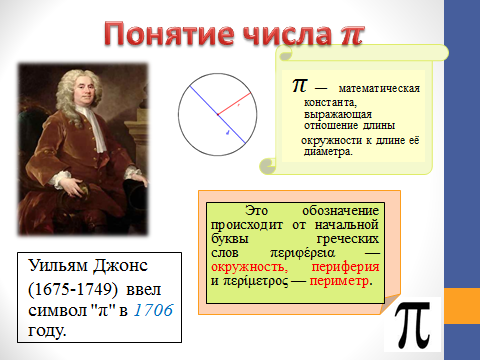 Понятие числа π
π — математическая
константа,
выражающая
отношение длины
окружности к длине её
диаметра.
r
d
Это обозначение
происходит от начальной
буквы греческих
слов περιφέρεια —
окружность, периферия
и περίμετρος — периметр.
Уильям Джонс
(1675-1749) ввел
символ "π" в 1706
году.
π